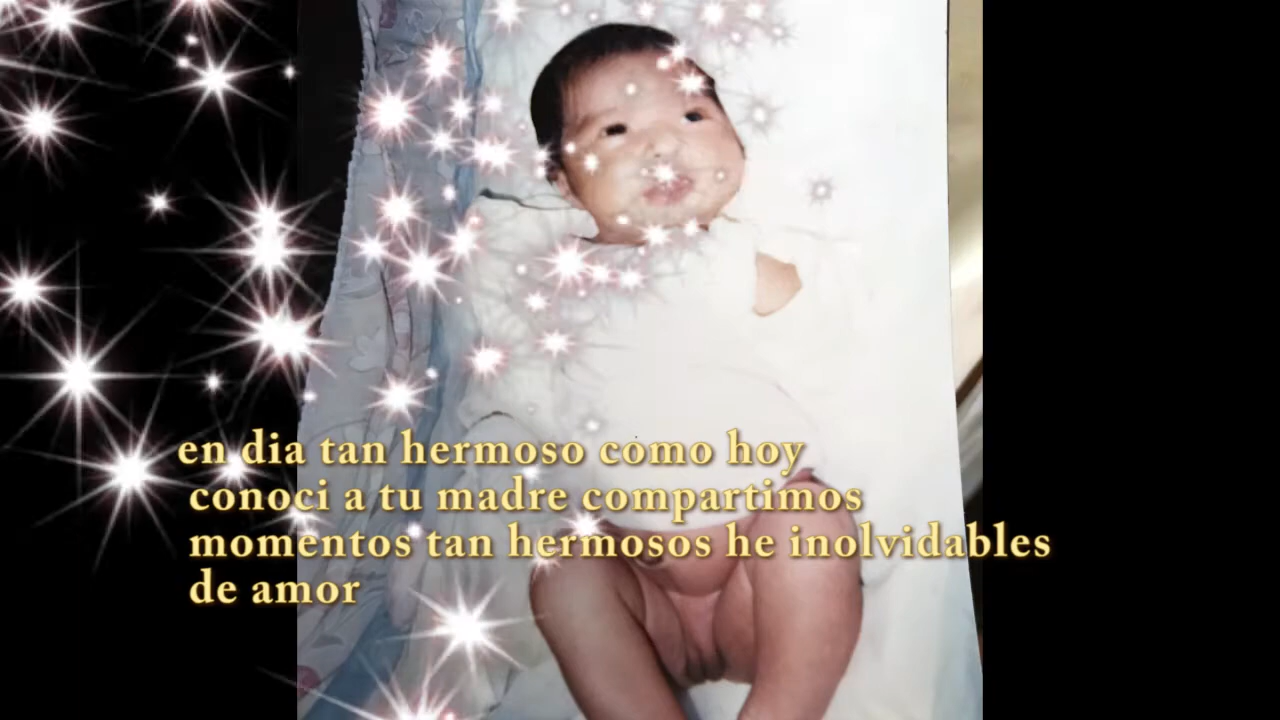 en dia tan hermoso como hoy
conoci a tu madre compartimos
momentos tan hermosos he inolvidables
de amor